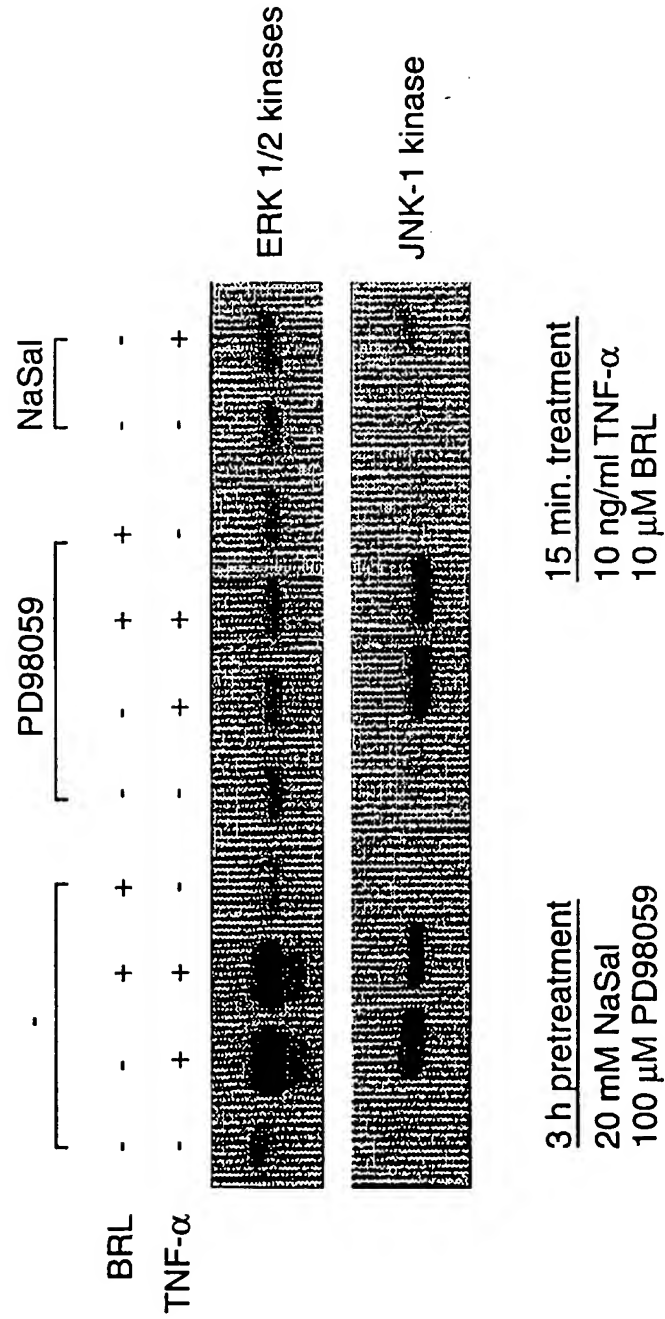 - PD98059 NaSal
BRL - - + + - - + + - -
TNF-α - + + - - + + - - +
ERK 1/2 kinases
JNK-1 kinase
3 h pretreatment
20 mM NaSal
100 μM PD98059
15 min. treatment
10 ng/ml TNF-α
10 μM BRL